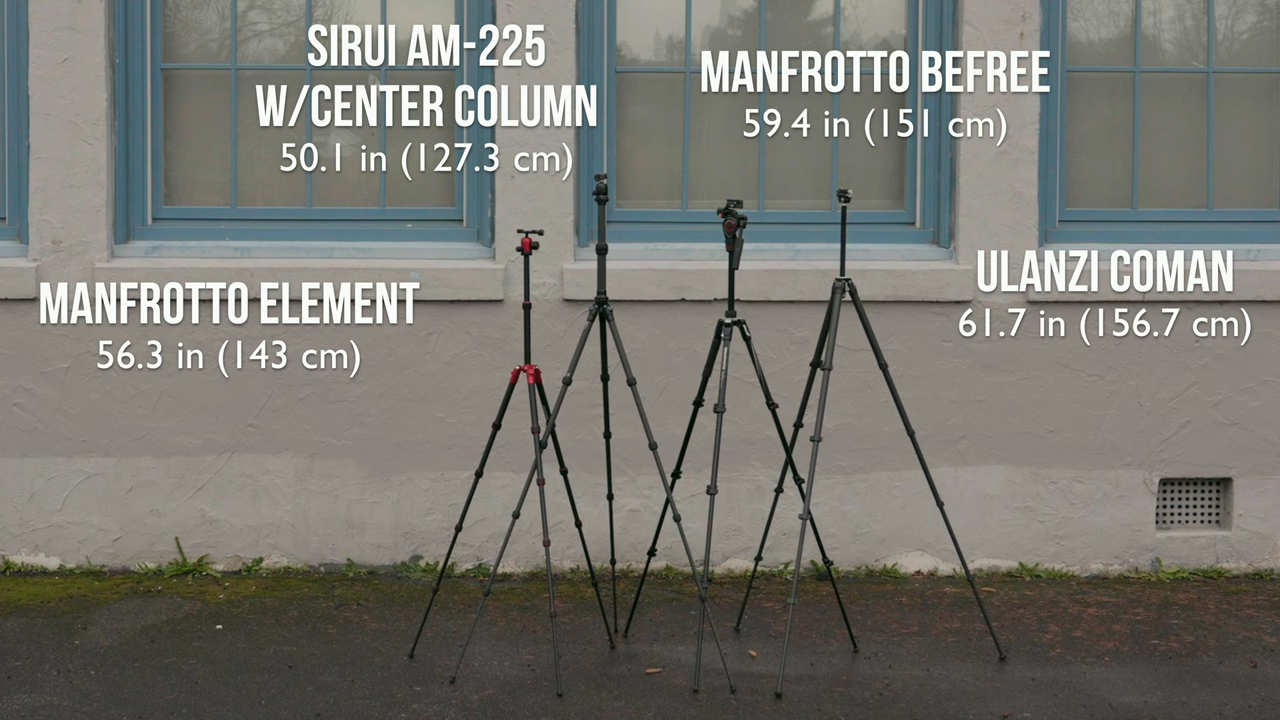 SIRUI AM-225
W/CENTER COLUMN
50.1 in (127.3 cm)
MANFROTTO BEFREE
59.4 in (151 cm)
MANFROTTO ELEMENT
56.3 in (143 cm)
ULANZI COMAN
61.7 in (156.7 cm)